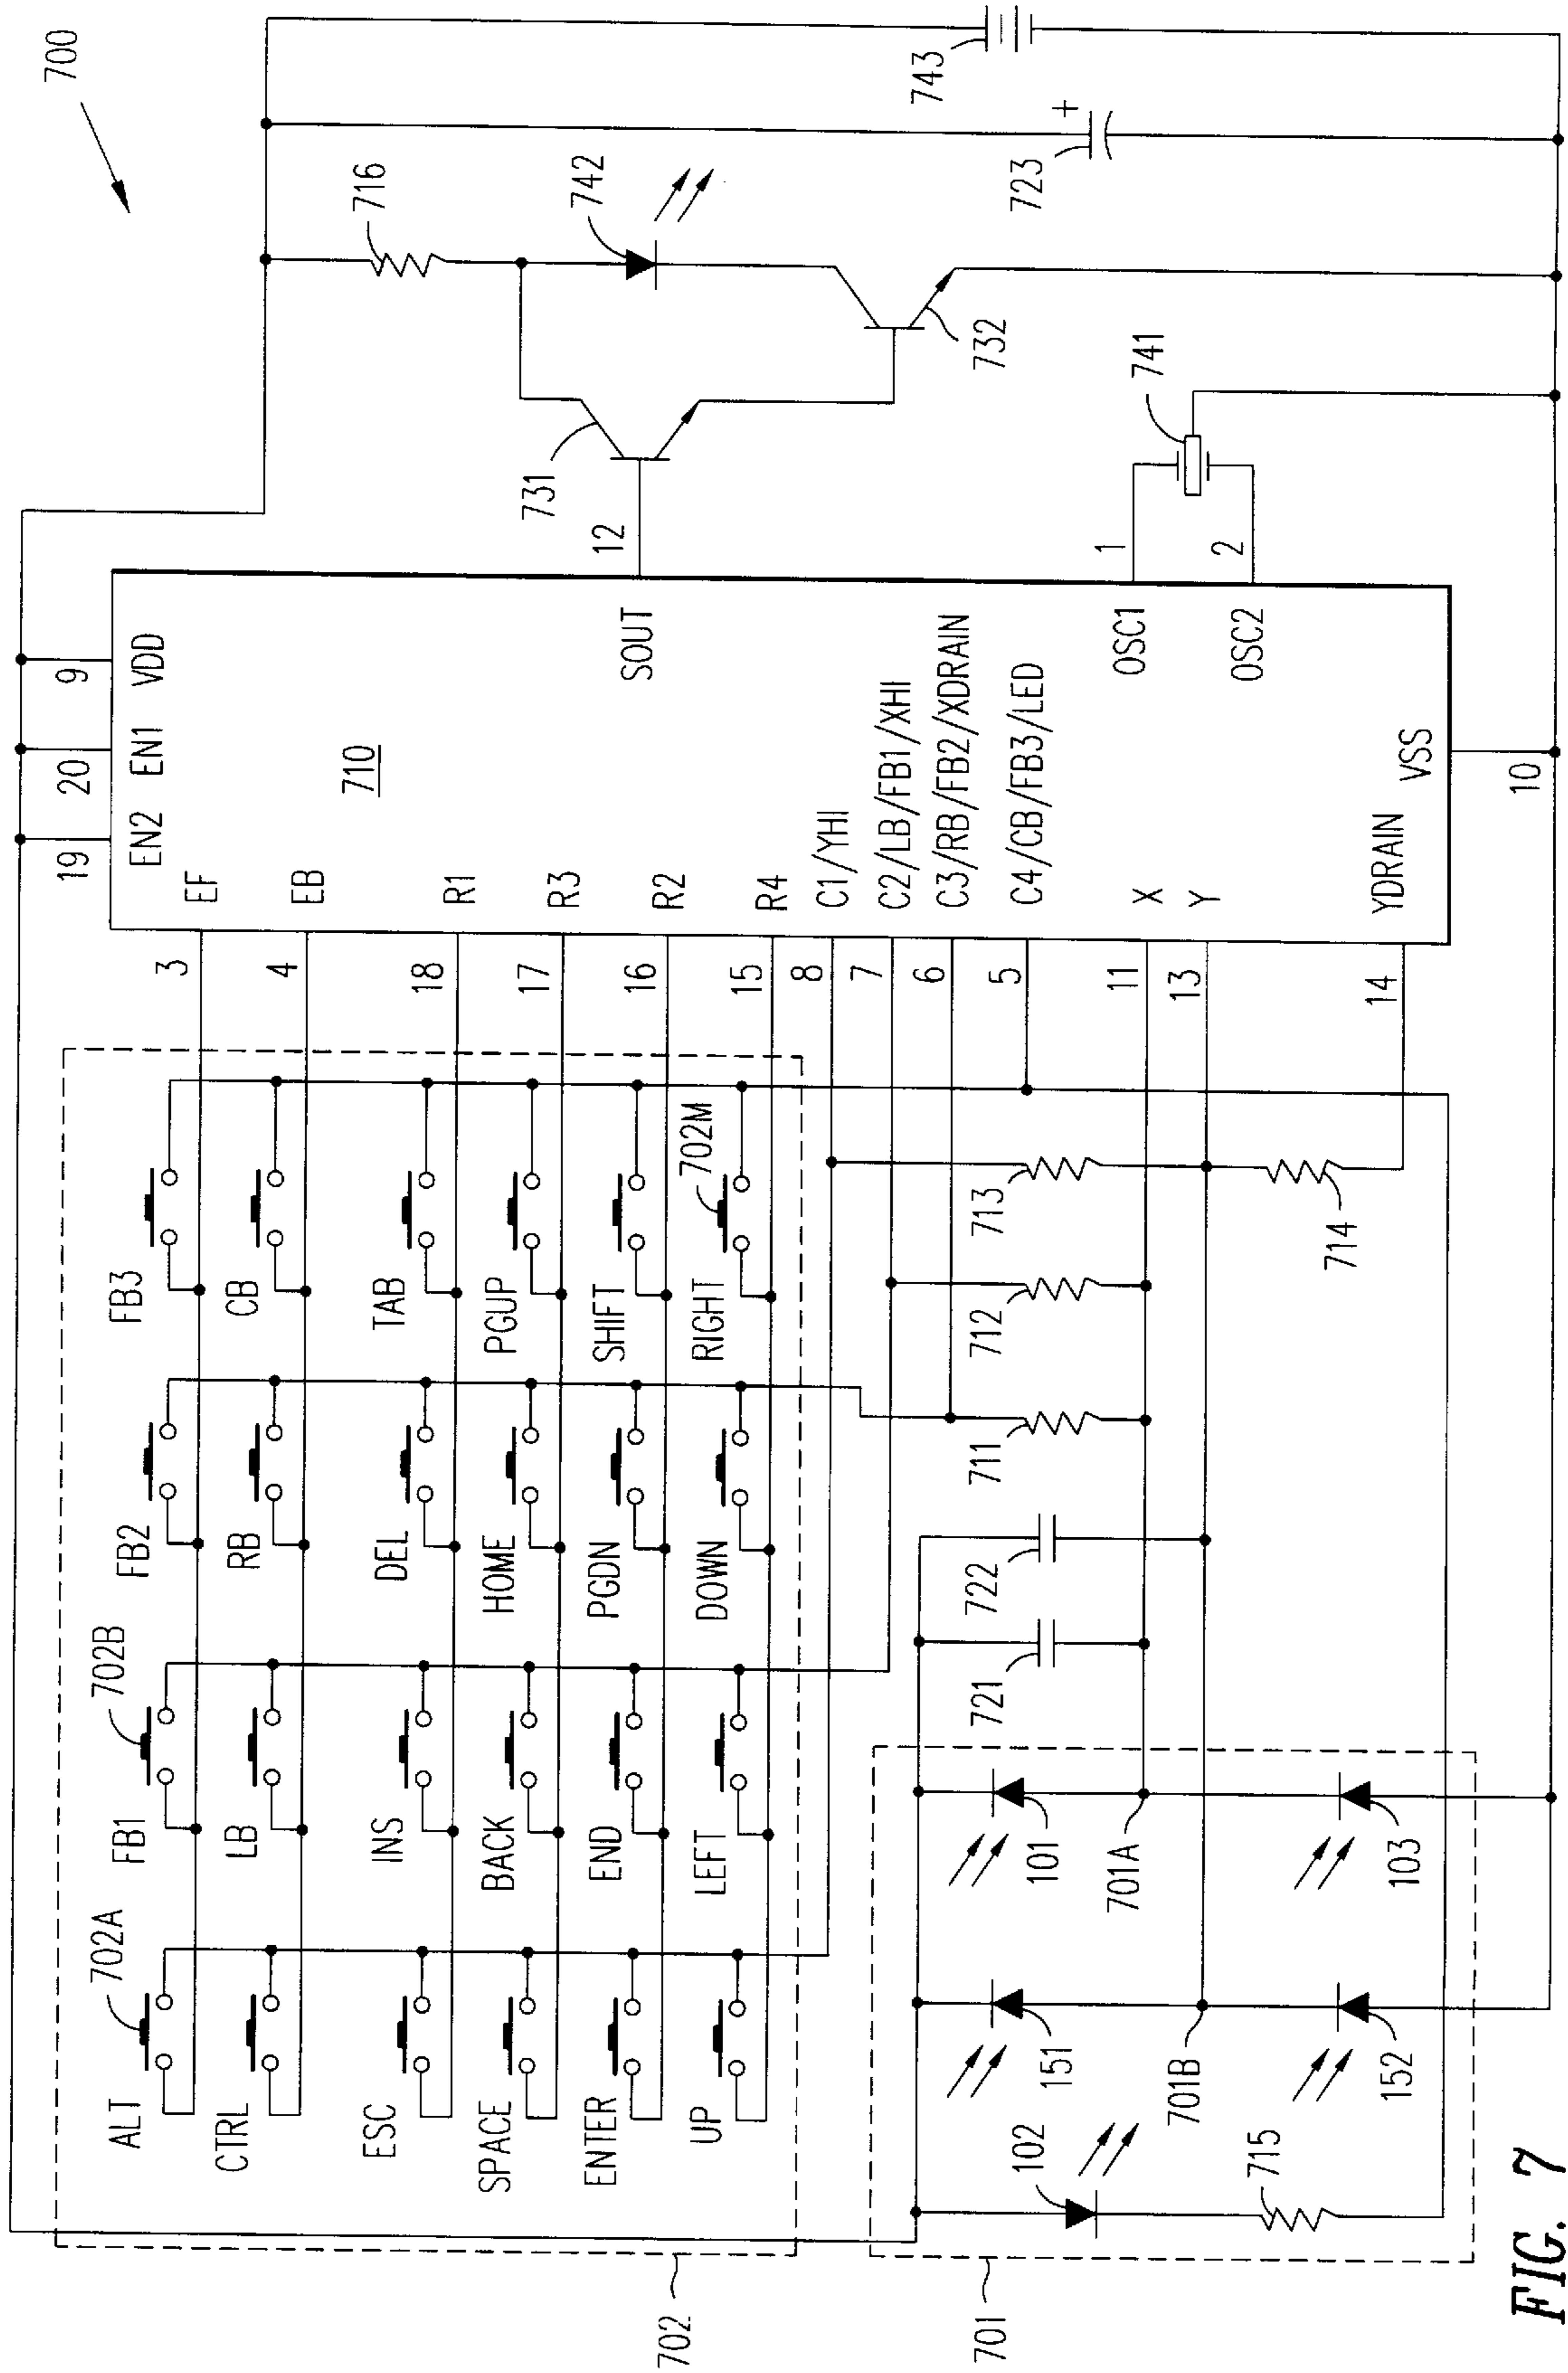 700
702
ALT
702A
FB1
702B
FB2
FB3
CTRL
LB
RB
CB
ESC
INS
DEL
TAB
SPACE
BACK
HOME
PGUP
ENTER
END
PGDN
SHIFT
UP
LEFT
DOWN
RIGHT
702M
3
4
18
17
16
15
8
7
6
5
11
13
14
19
20
9
EN2
EN1
VDD
EF
EB
R1
R3
R2
R4
C1/YHI
C2/LB/FB1/XHI
C3/RB/FB2/XDRAIN
C4/CB/FB3/LED
X
Y
YDRAIN
VSS
10
710
SOUT
12
OSC1
1
OSC2
2
731
716
742
732
741
723
+
743
701
102
715
151
701B
152
101
701A
103
721
722
711
712
713
714
FIG. 7